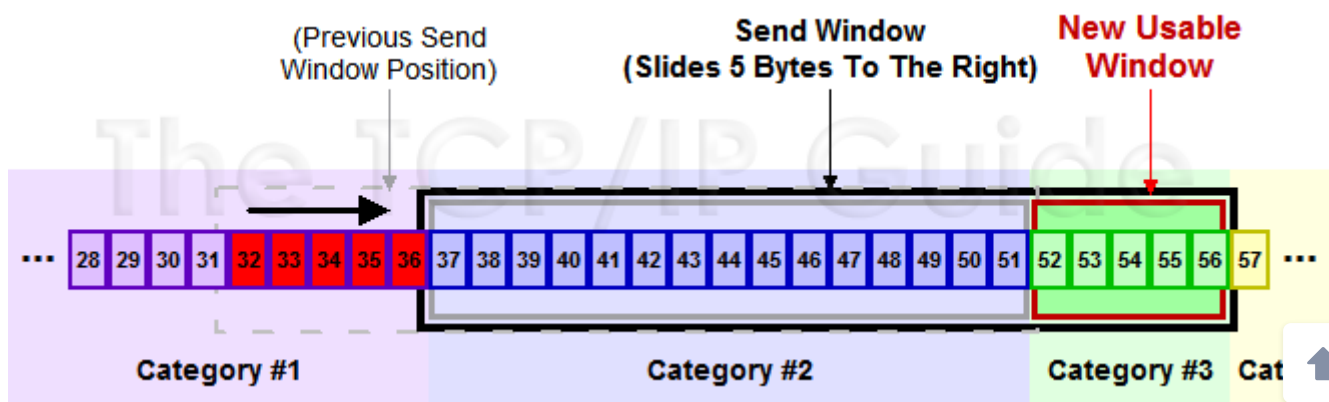 (Previous Send
Window Position)
Send Window
(Slides 5 Bytes To The Right)
New Usable
Window
The TCP/IP Guide
... 28 29 30 31 32 33 34 35 36 37 38 39 40 41 42 43 44 45 46 47 48 49 50 51 52 53 54 55 56 57 ...
Category #1
Category #2
Category #3
Cat